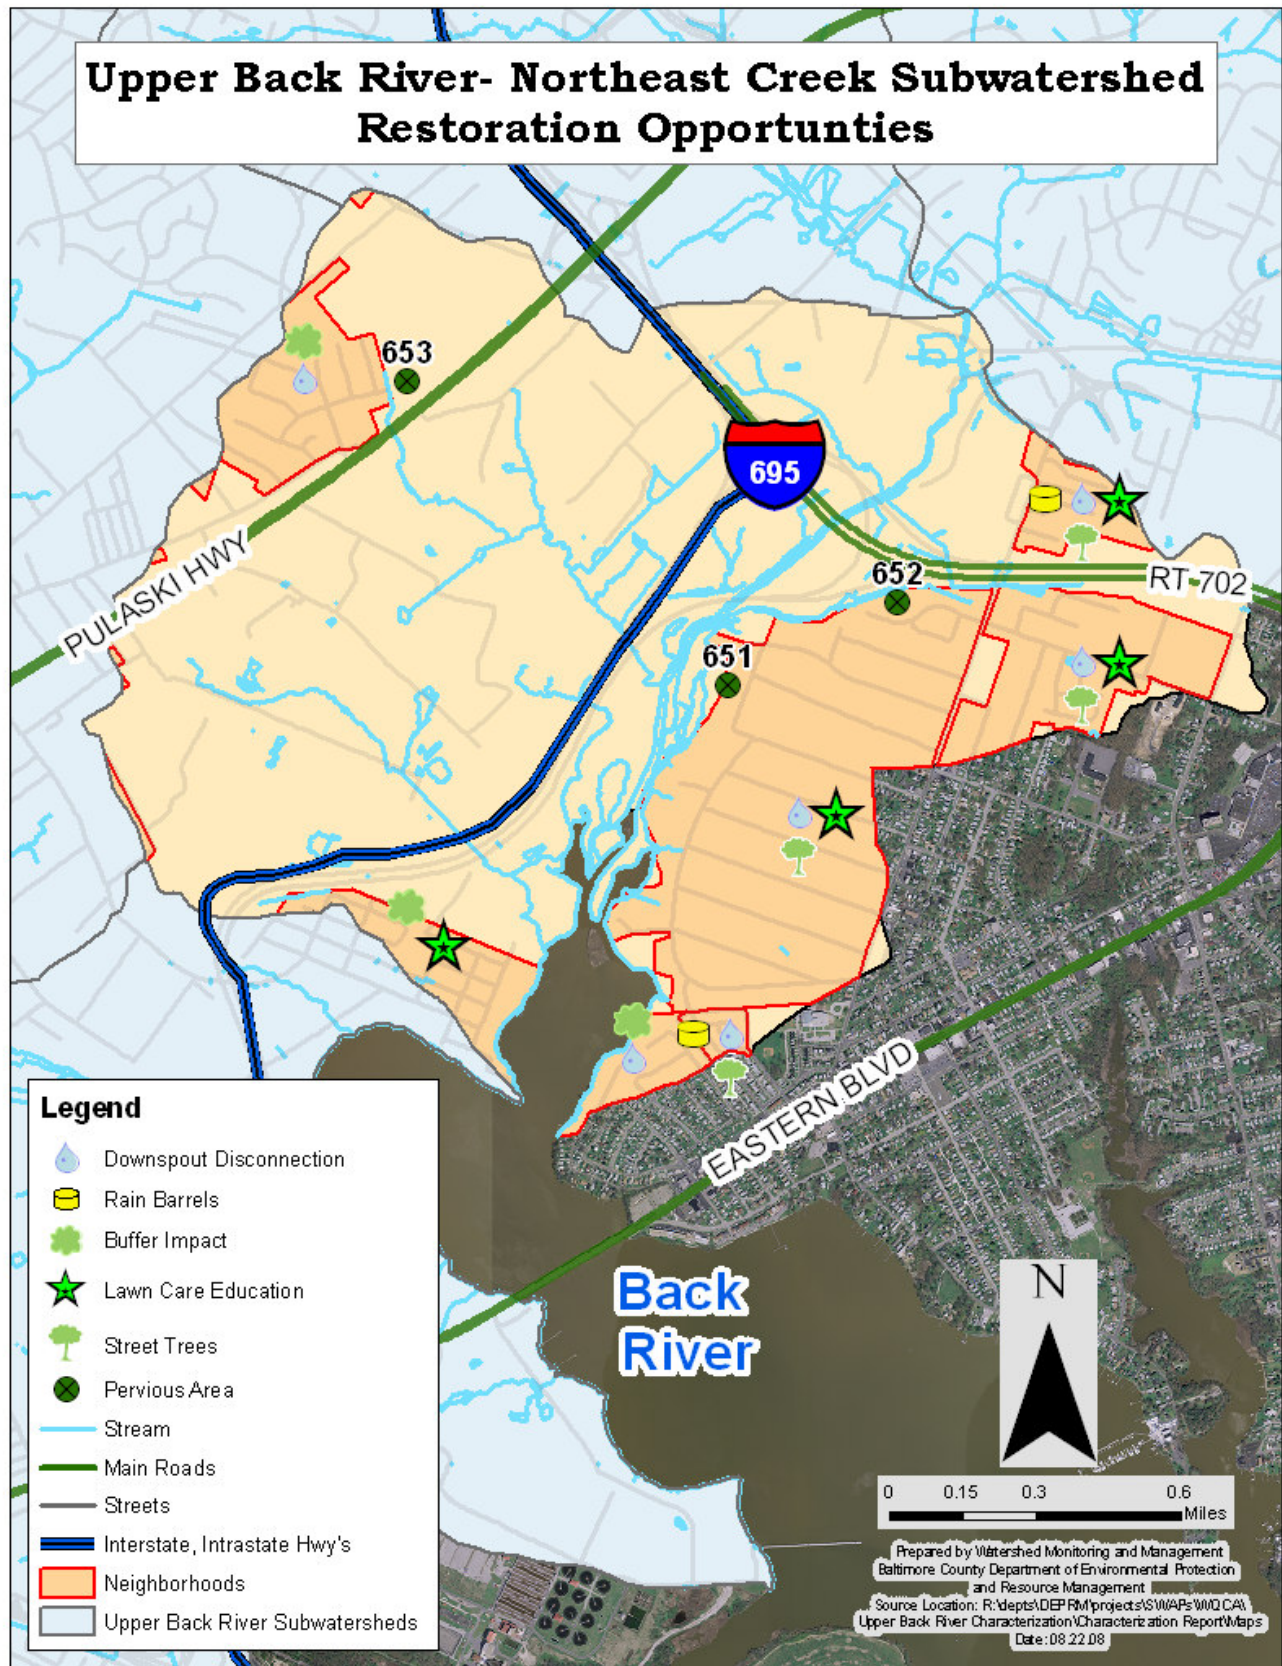 Upper Back River- Northeast Creek Subwatershed
Restoration Opportunties
653
695
652
RT 702
PULASKI HWY
651
EASTERN BLVD
Legend
Downspout Disconnection
Rain Barrels
Buffer Impact
Lawn Care Education
Street Trees
Pervious Area
Stream
Main Roads
Streets
Interstate, Intrastate Hwy's
Neighborhoods
Upper Back River Subwatersheds
Back
River
N
0 0.15 0.3 0.6
Miles
Prepared by Watershed Monitoring and Management
Baltimore County Department of Environmental Protection
and Resource Management
Source Location: R:\depts\DEPRM\projects\SWAPs\WQCA\
Upper Back River Characterization\Characterization Report\Maps
Date: 08.22.08